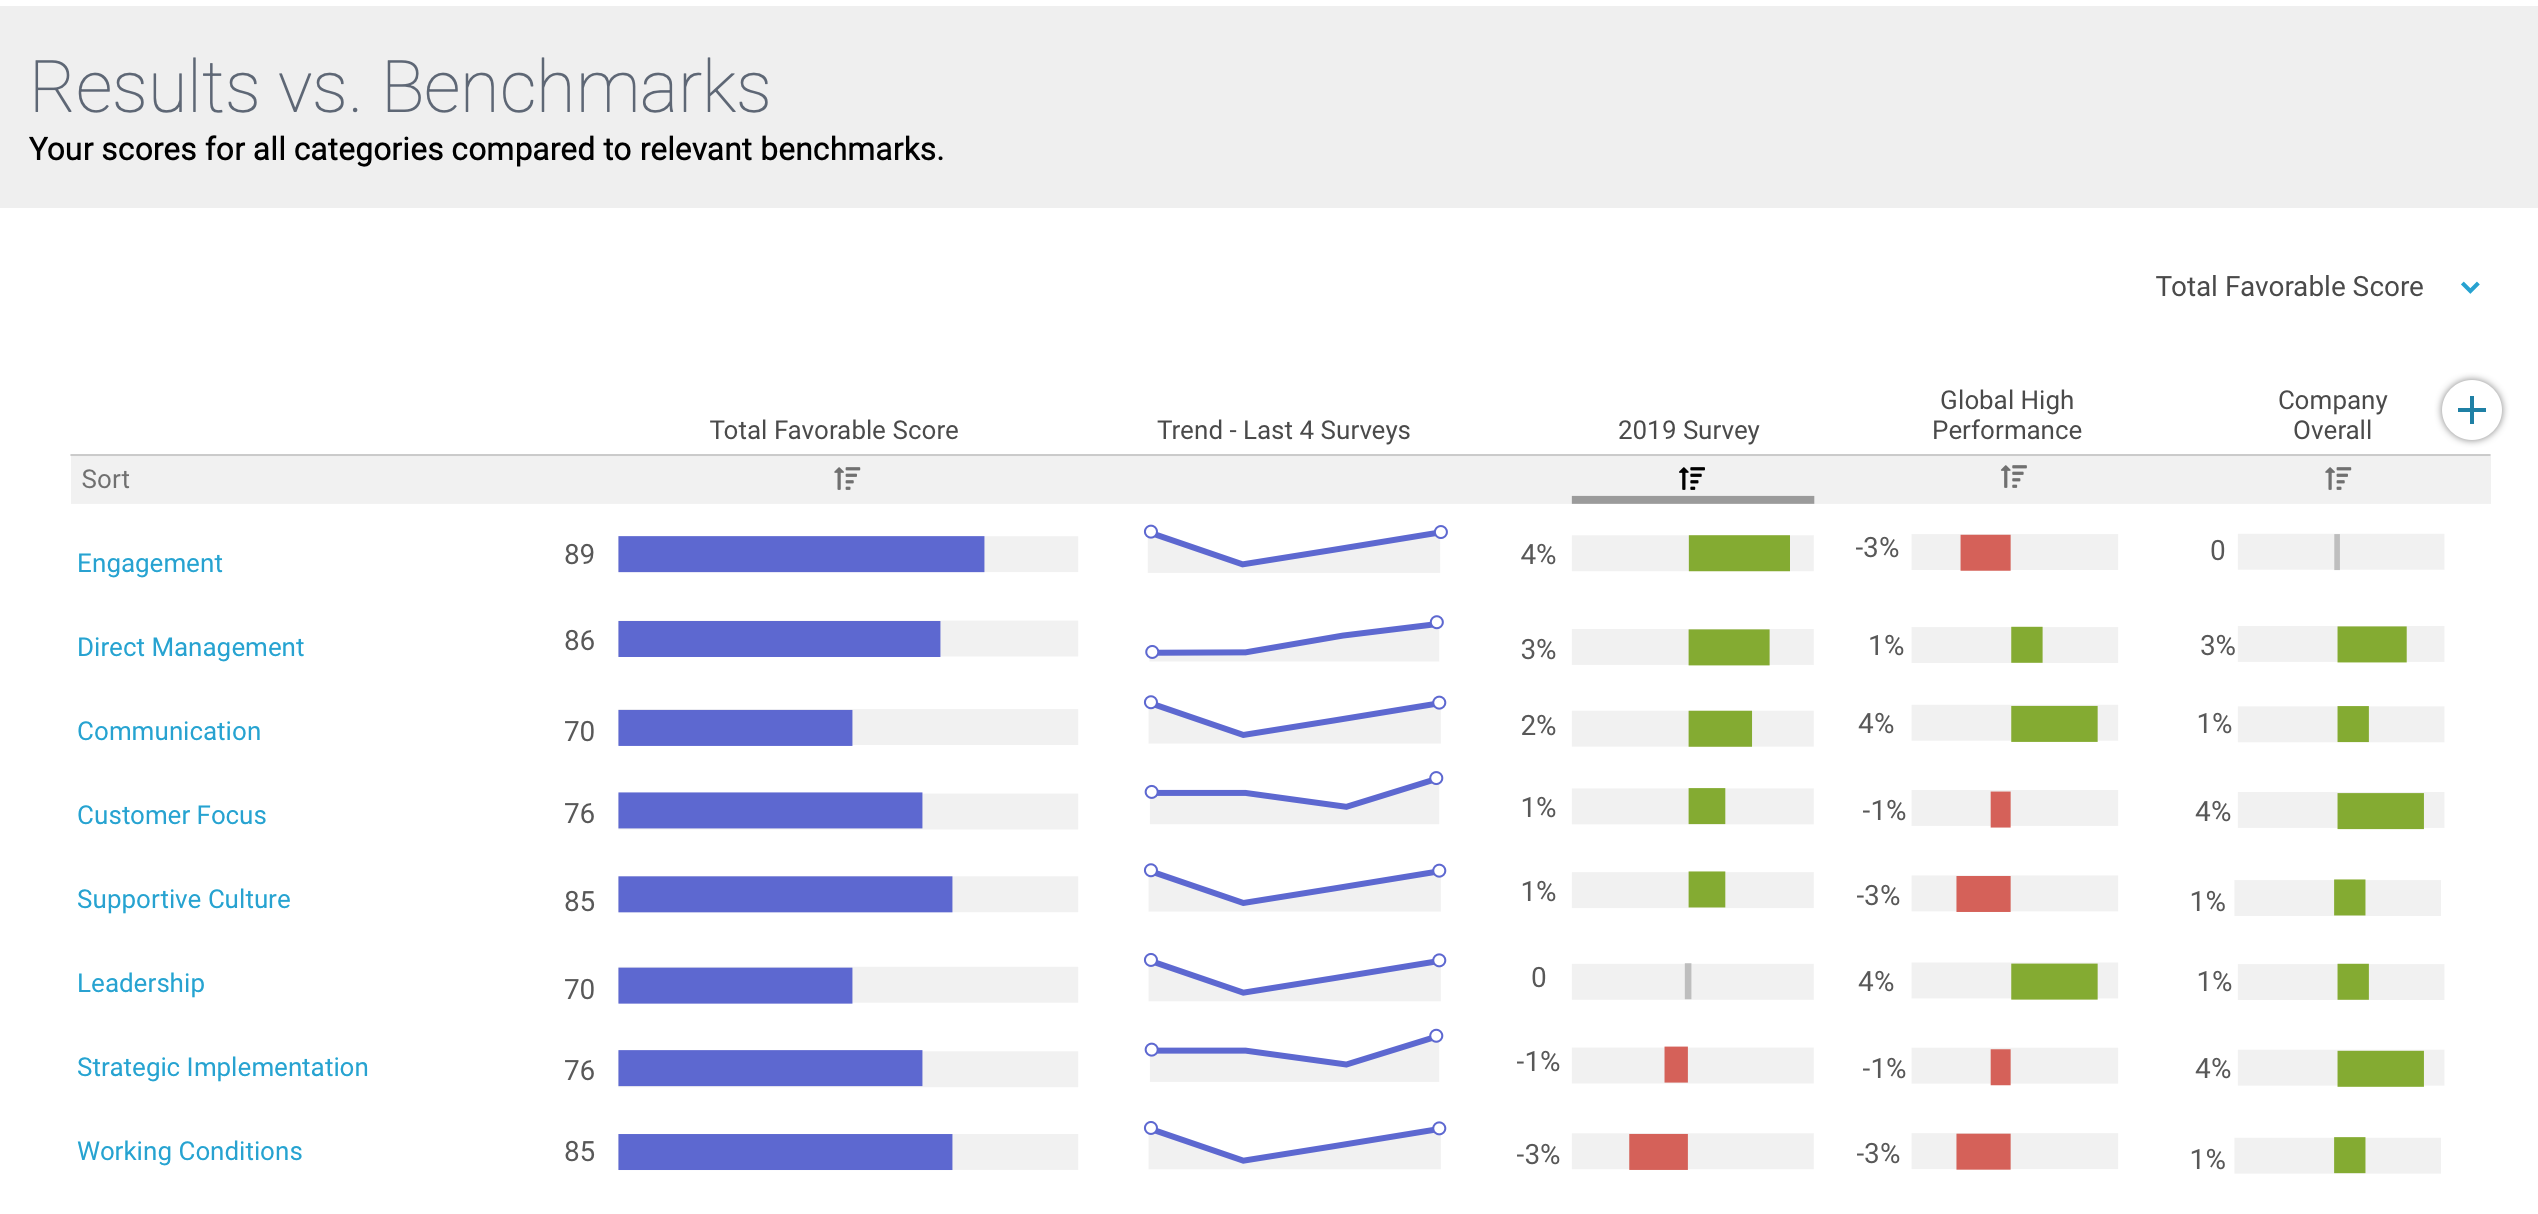 Results vs. Benchmarks
Your scores for all categories compared to relevant benchmarks.
Total Favorable Score
Total Favorable Score
Trend - Last 4 Surveys
2019 Survey
Global High
Performance
Company
Overall
Sort
Engagement 89 4% -3% 0
Direct Management 86 3% 1% 3%
Communication 70 2% 4% 1%
Customer Focus 76 1% -1% 4%
Supportive Culture 85 1% -3% 1%
Leadership 70 0 4% 1%
Strategic Implementation 76 -1% -1% 4%
Working Conditions 85 -3% -3% 1%